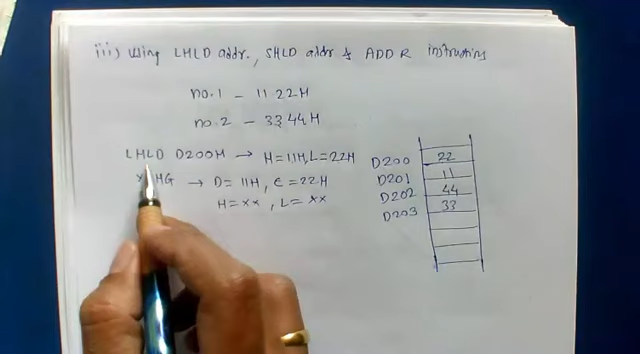 iii) Using LHLD addr., SHLD addr & ADD R instructions
no.1 - 1122H
no.2 - 3344H
LHLD D200H → H=11H, L=22H
XCHG → D=11H, E=22H
H=XX, L=XX
D200 22
D201 11
D202 44
D203 33